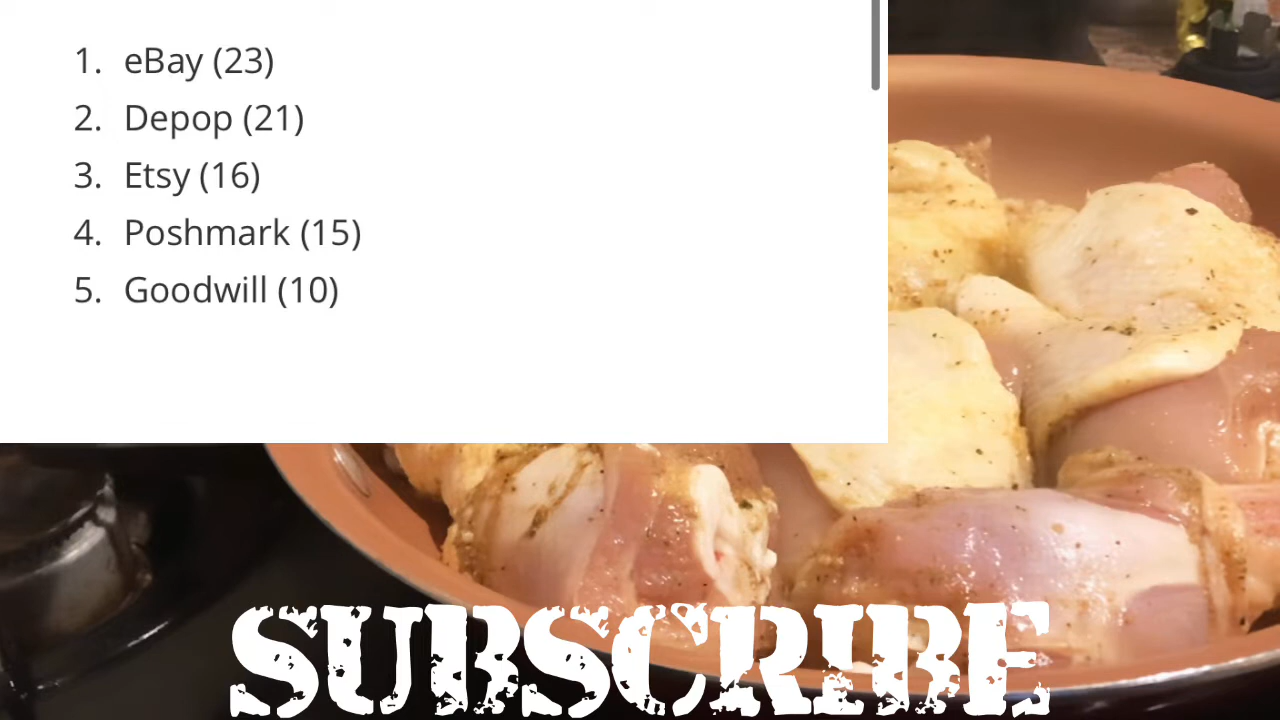 1. eBay (23)
2. Depop (21)
3. Etsy (16)
4. Poshmark (15)
5. Goodwill (10)
SUBSCRIBE